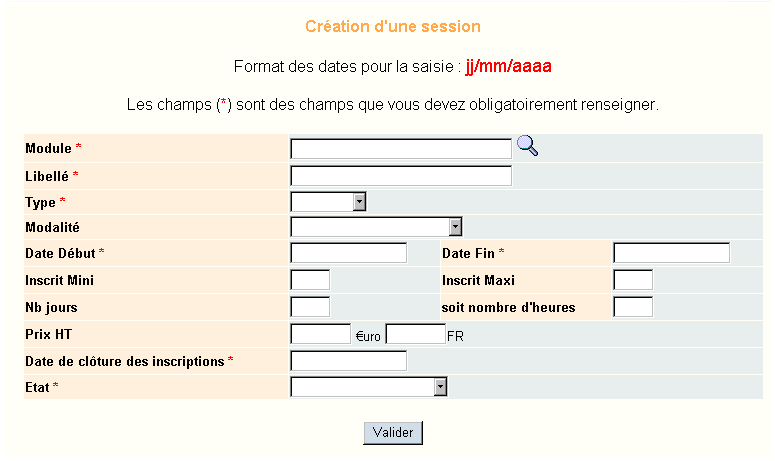 Création d'une session
Format des dates pour la saisie : jj/mm/aaaa
Les champs (*) sont des champs que vous devez obligatoirement renseigner.
Module *
Libellé *
Type *
Modalité
Date Début * Date Fin *
Inscrit Mini Inscrit Maxi
Nb jours soit nombre d'heures
Prix HT €uro FR
Date de clôture des inscriptions *
Etat *
Valider